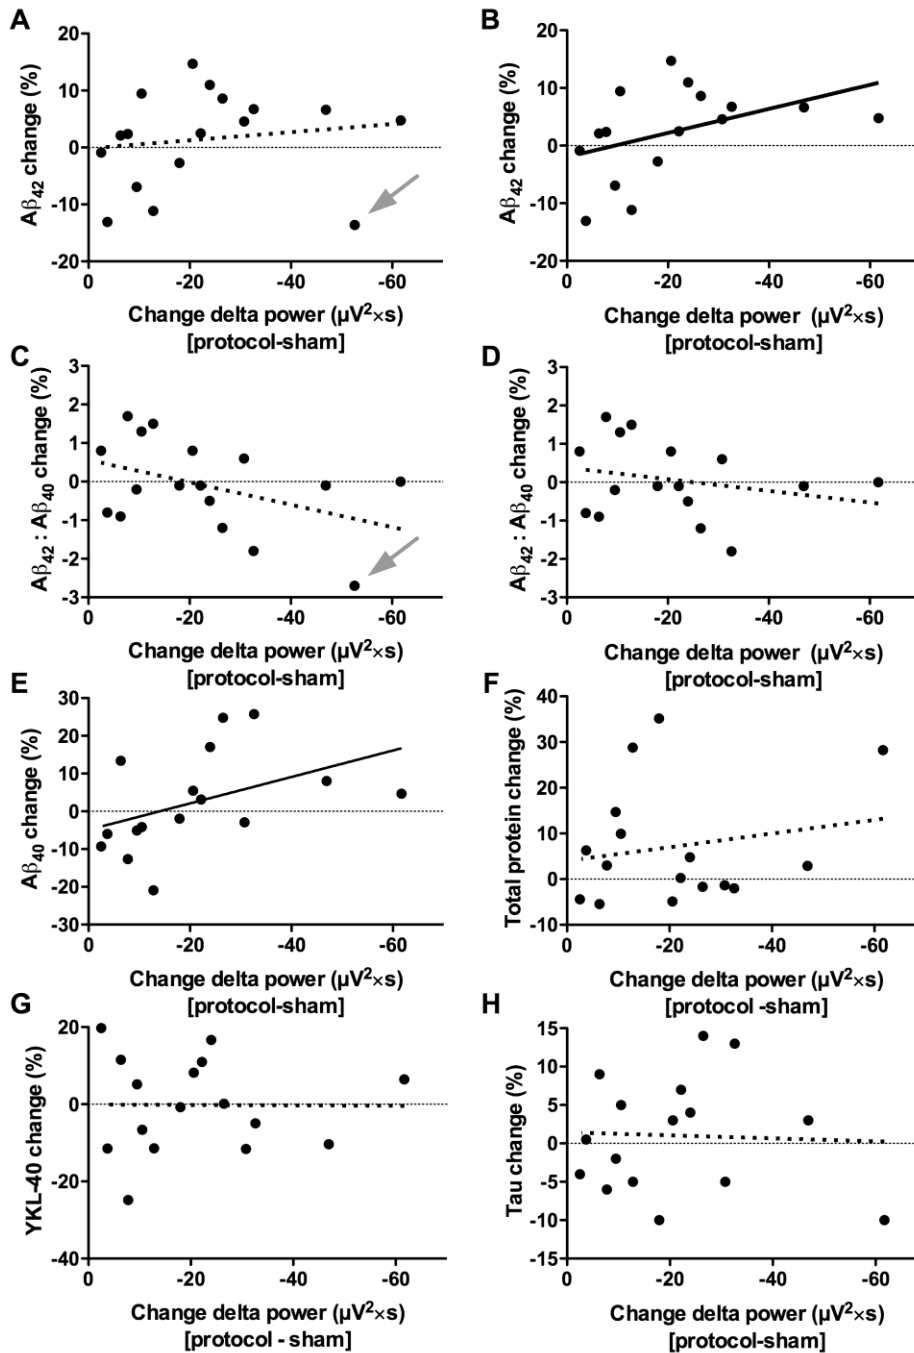 A
B
20
10
0
-10
-20
Aβ42 change (%)
0 -20 -40 -60
Change delta power (µV²×s)
[protocol-sham]
20
10
0
-10
-20
Aβ42 change (%)
0 -20 -40 -60
Change delta power (µV²×s)
[protocol-sham]
C
D
3
2
1
0
-1
-2
-3
Aβ42 : Aβ40 change (%)
0 -20 -40 -60
Change delta power (µV²×s)
[protocol-sham]
3
2
1
0
-1
-2
-3
Aβ42 : Aβ40 change (%)
0 -20 -40 -60
Change delta power (µV²×s)
[protocol-sham]
E
F
30
20
10
0
-10
-20
-30
Aβ40 change (%)
0 -20 -40 -60
Change delta power (µV²×s)
[protocol-sham]
40
30
20
10
0
-10
Total protein change (%)
0 -20 -40 -60
Change delta power (µV²×s)
[protocol -sham]
G
H
20
0
-20
-40
YKL-40 change (%)
0 -20 -40 -60
Change delta power (µV²×s)
[protocol - sham]
15
10
5
0
-5
-10
-15
Tau change (%)
0 -20 -40 -60
Change delta power (µV²×s)
[protocol-sham]